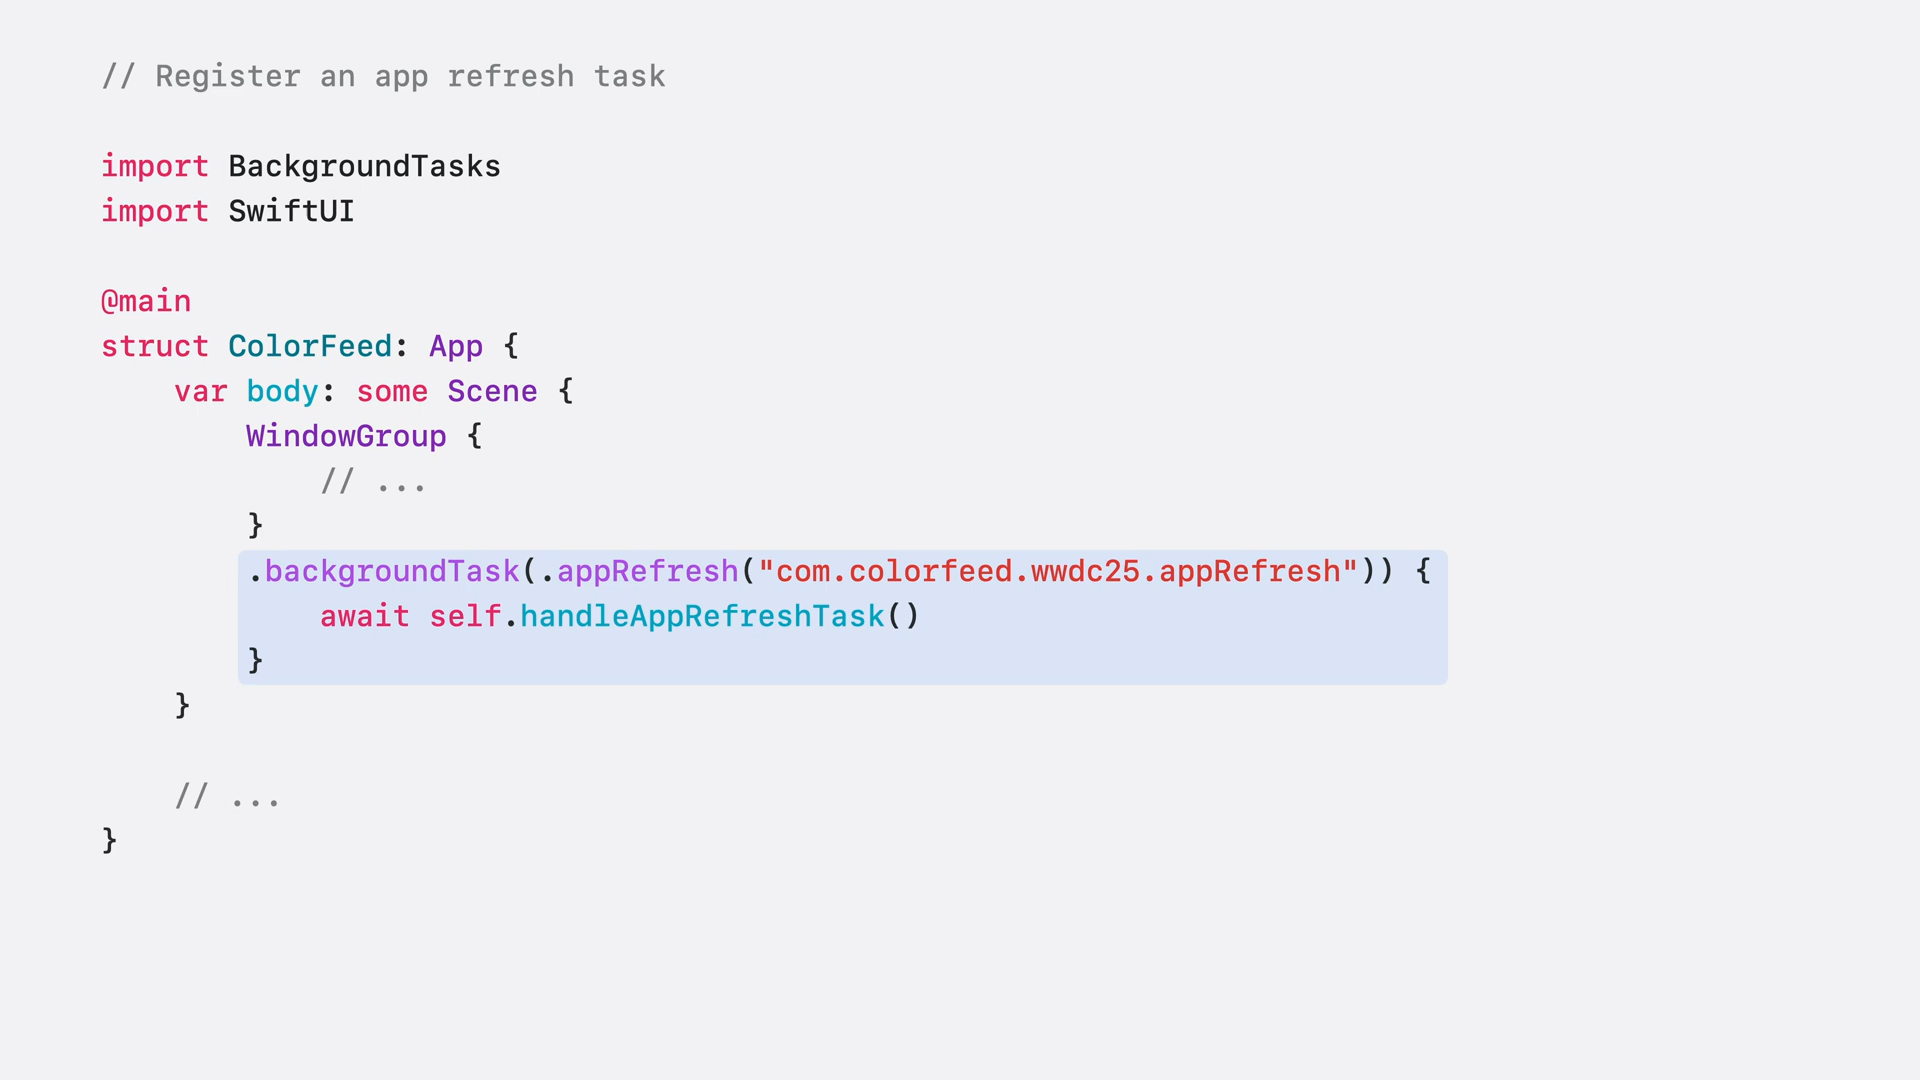 // Register an app refresh task
import BackgroundTasks
import SwiftUI
@main
struct ColorFeed: App {
var body: some Scene {
WindowGroup {
// ...
}
.backgroundTask(.appRefresh("com.colorfeed.wwdc25.appRefresh")) {
await self.handleAppRefreshTask()
}
}
// ...
}